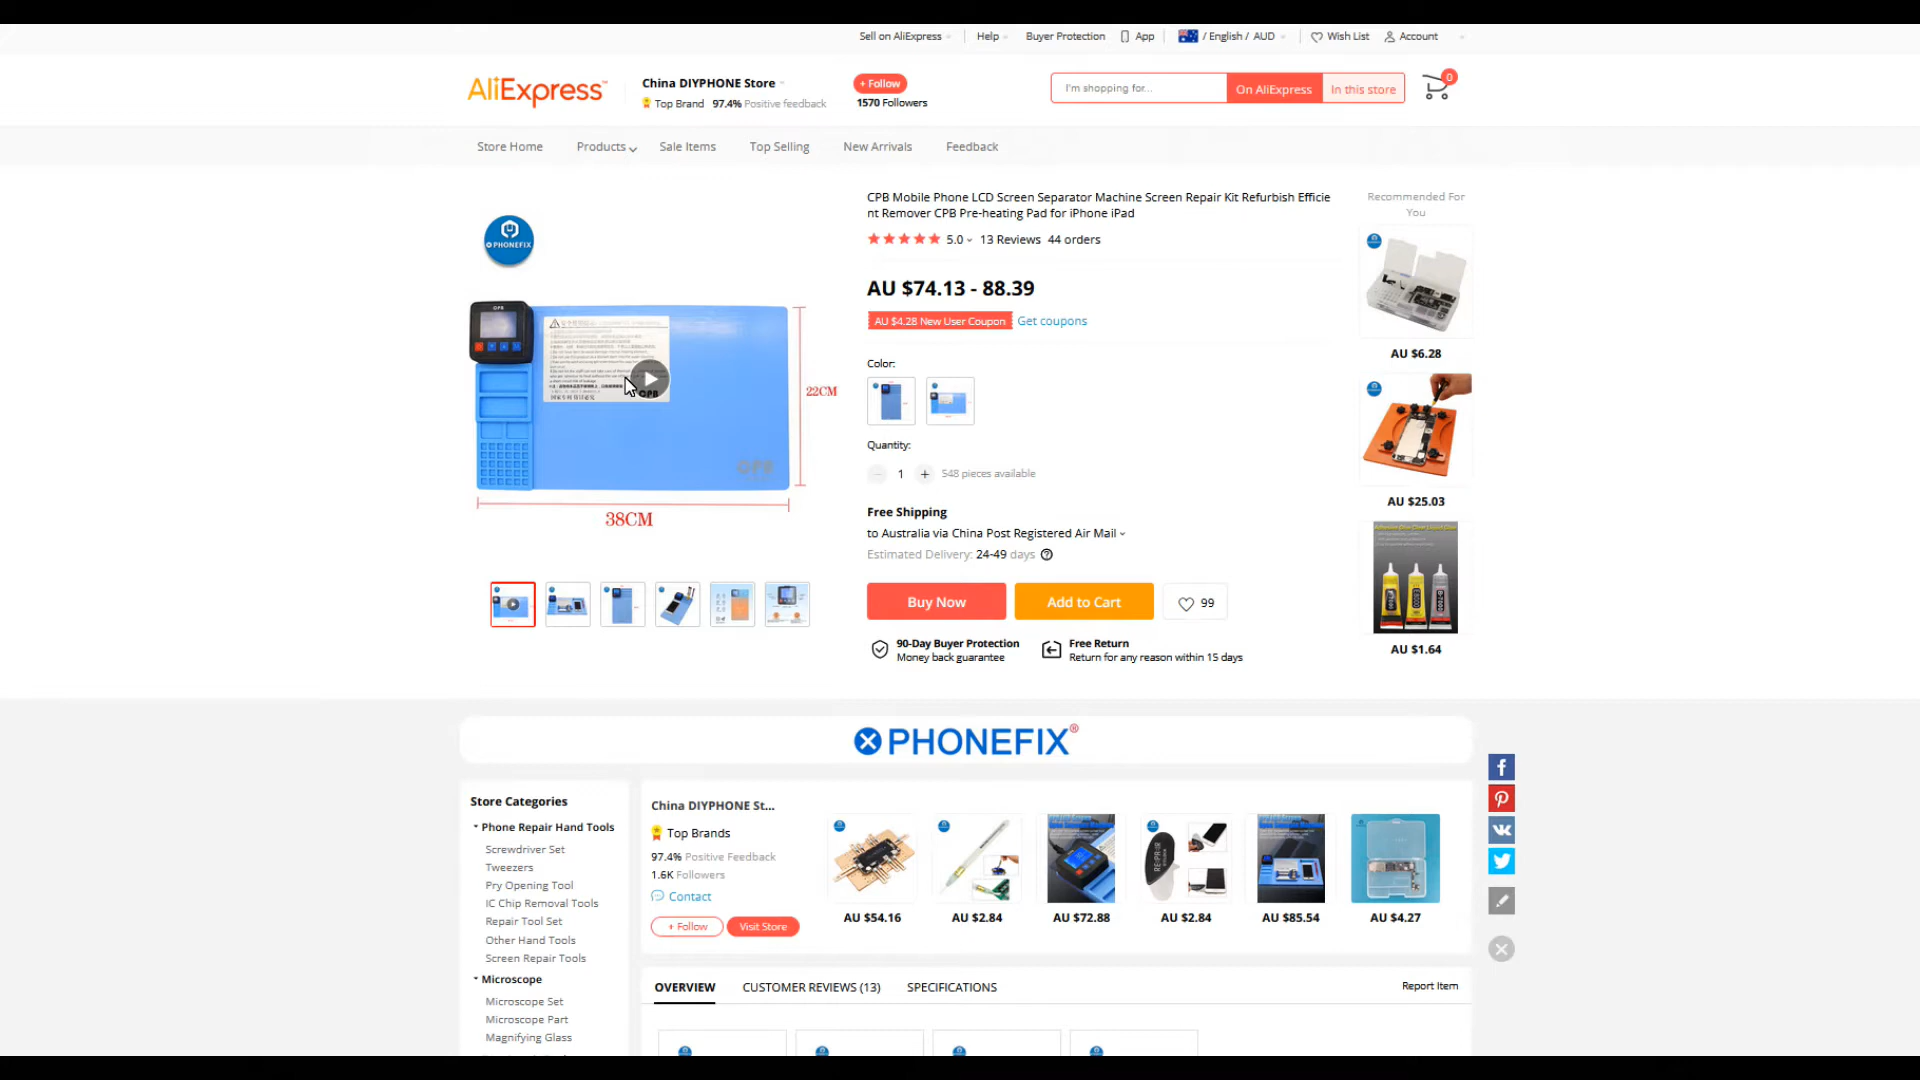 Sell on AliExpress
Help
Buyer Protection
App
/ English / AUD
Wish List
Account
AliExpress™
China DIYPHONE Store
Top Brand 97.4% Positive feedback
+ Follow
1570 Followers
I'm shopping for...
On AliExpress
In this store
0
Store Home
Products
Sale Items
Top Selling
New Arrivals
Feedback
PHONEFIX
CPB
CPB
CPB
22CM
38CM
CPB Mobile Phone LCD Screen Separator Machine Screen Repair Kit Refurbish Efficie
nt Remover CPB Pre-heating Pad for iPhone iPad
5.0 13 Reviews 44 orders
AU $74.13 - 88.39
AU $4.28 New User Coupon Get coupons
Color:
Quantity:
1 548 pieces available
Free Shipping
to Australia via China Post Registered Air Mail
Estimated Delivery: 24-49 days
Buy Now
Add to Cart
99
90-Day Buyer Protection
Money back guarantee
Free Return
Return for any reason within 15 days
Recommended For
You
AU $6.28
AU $25.03
AU $1.64
PHONEFIX®
Store Categories
Phone Repair Hand Tools
Screwdriver Set
Tweezers
Pry Opening Tool
IC Chip Removal Tools
Repair Tool Set
Other Hand Tools
Screen Repair Tools
Microscope
Microscope Set
Microscope Part
Magnifying Glass
China DIYPHONE St...
Top Brands
97.4% Positive Feedback
1.6K Followers
Contact
+ Follow
Visit Store
AU $54.16
AU $2.84
AU $72.88
AU $2.84
AU $85.54
AU $4.27
OVERVIEW
CUSTOMER REVIEWS (13)
SPECIFICATIONS
Report Item